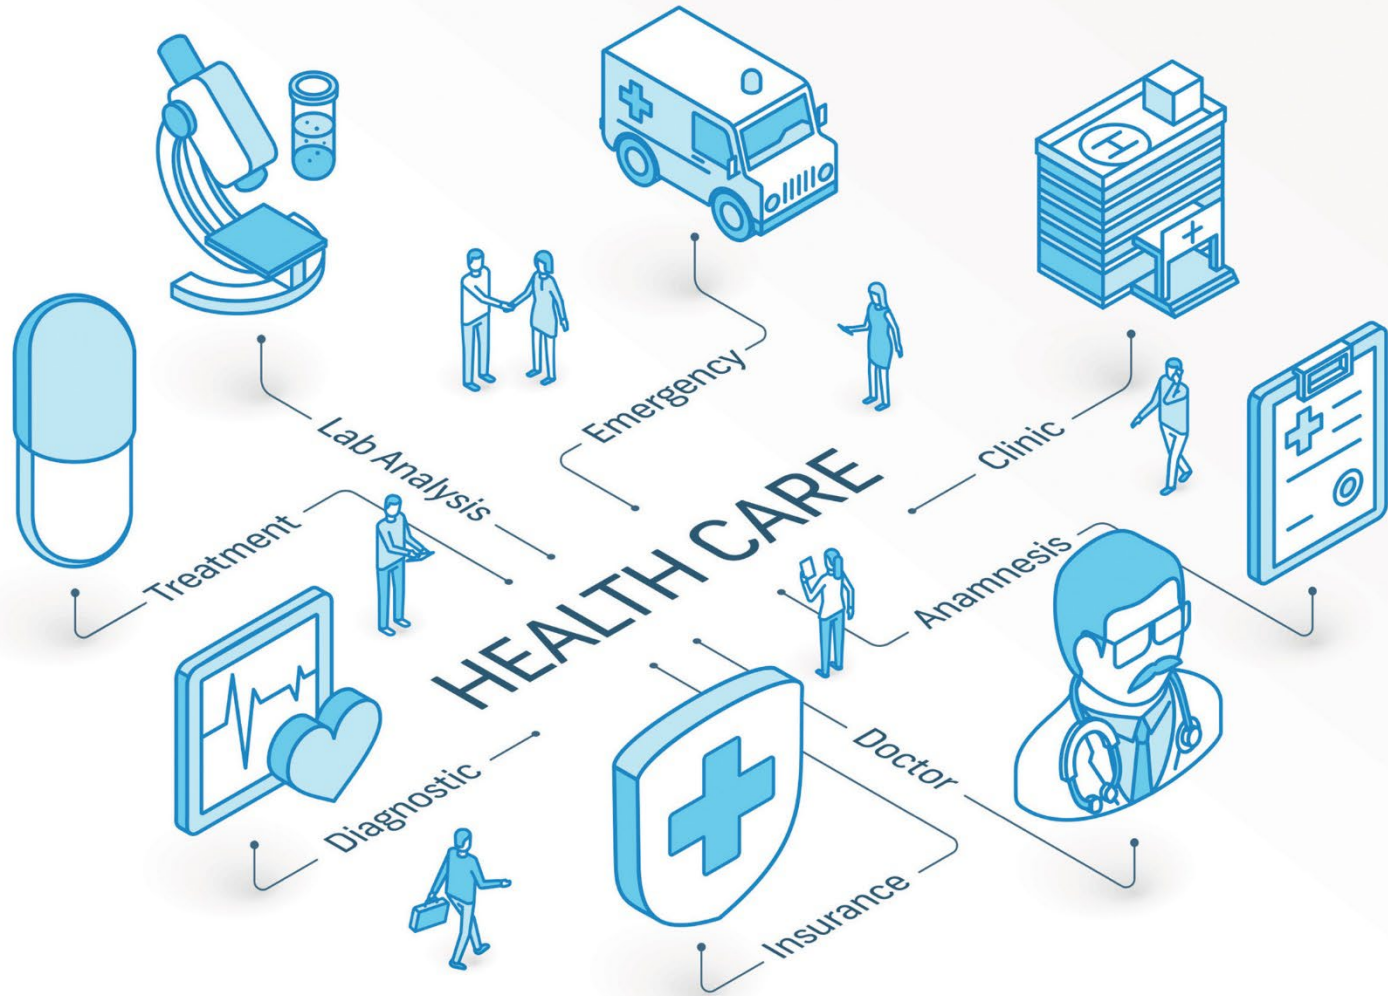 Lab Analysis
Emergency
Clinic
Treatment
HEALTH CARE
Anamnesis
Diagnostic
Doctor
Insurance
H